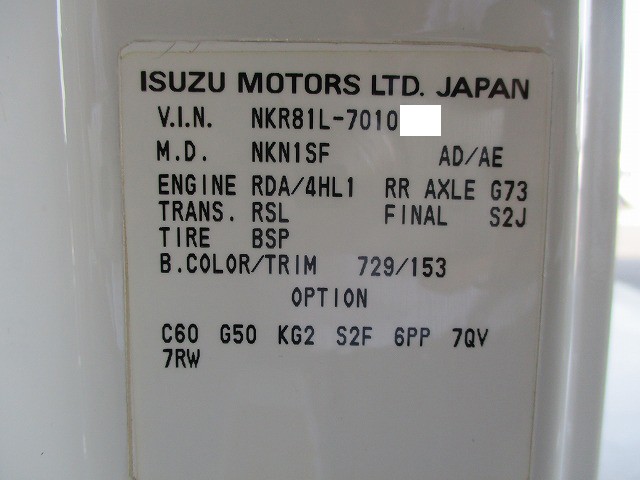 ISUZU MOTORS LTD. JAPAN
V.I.N. NKR81L-7010
M.D. NKN1SF AD/AE
ENGINE RDA/4HL1 RR AXLE G73
TRANS. RSL FINAL S2J
TIRE BSP
B.COLOR/TRIM 729/153
OPTION
C60 G50 KG2 S2F 6PP 7QV
7RW